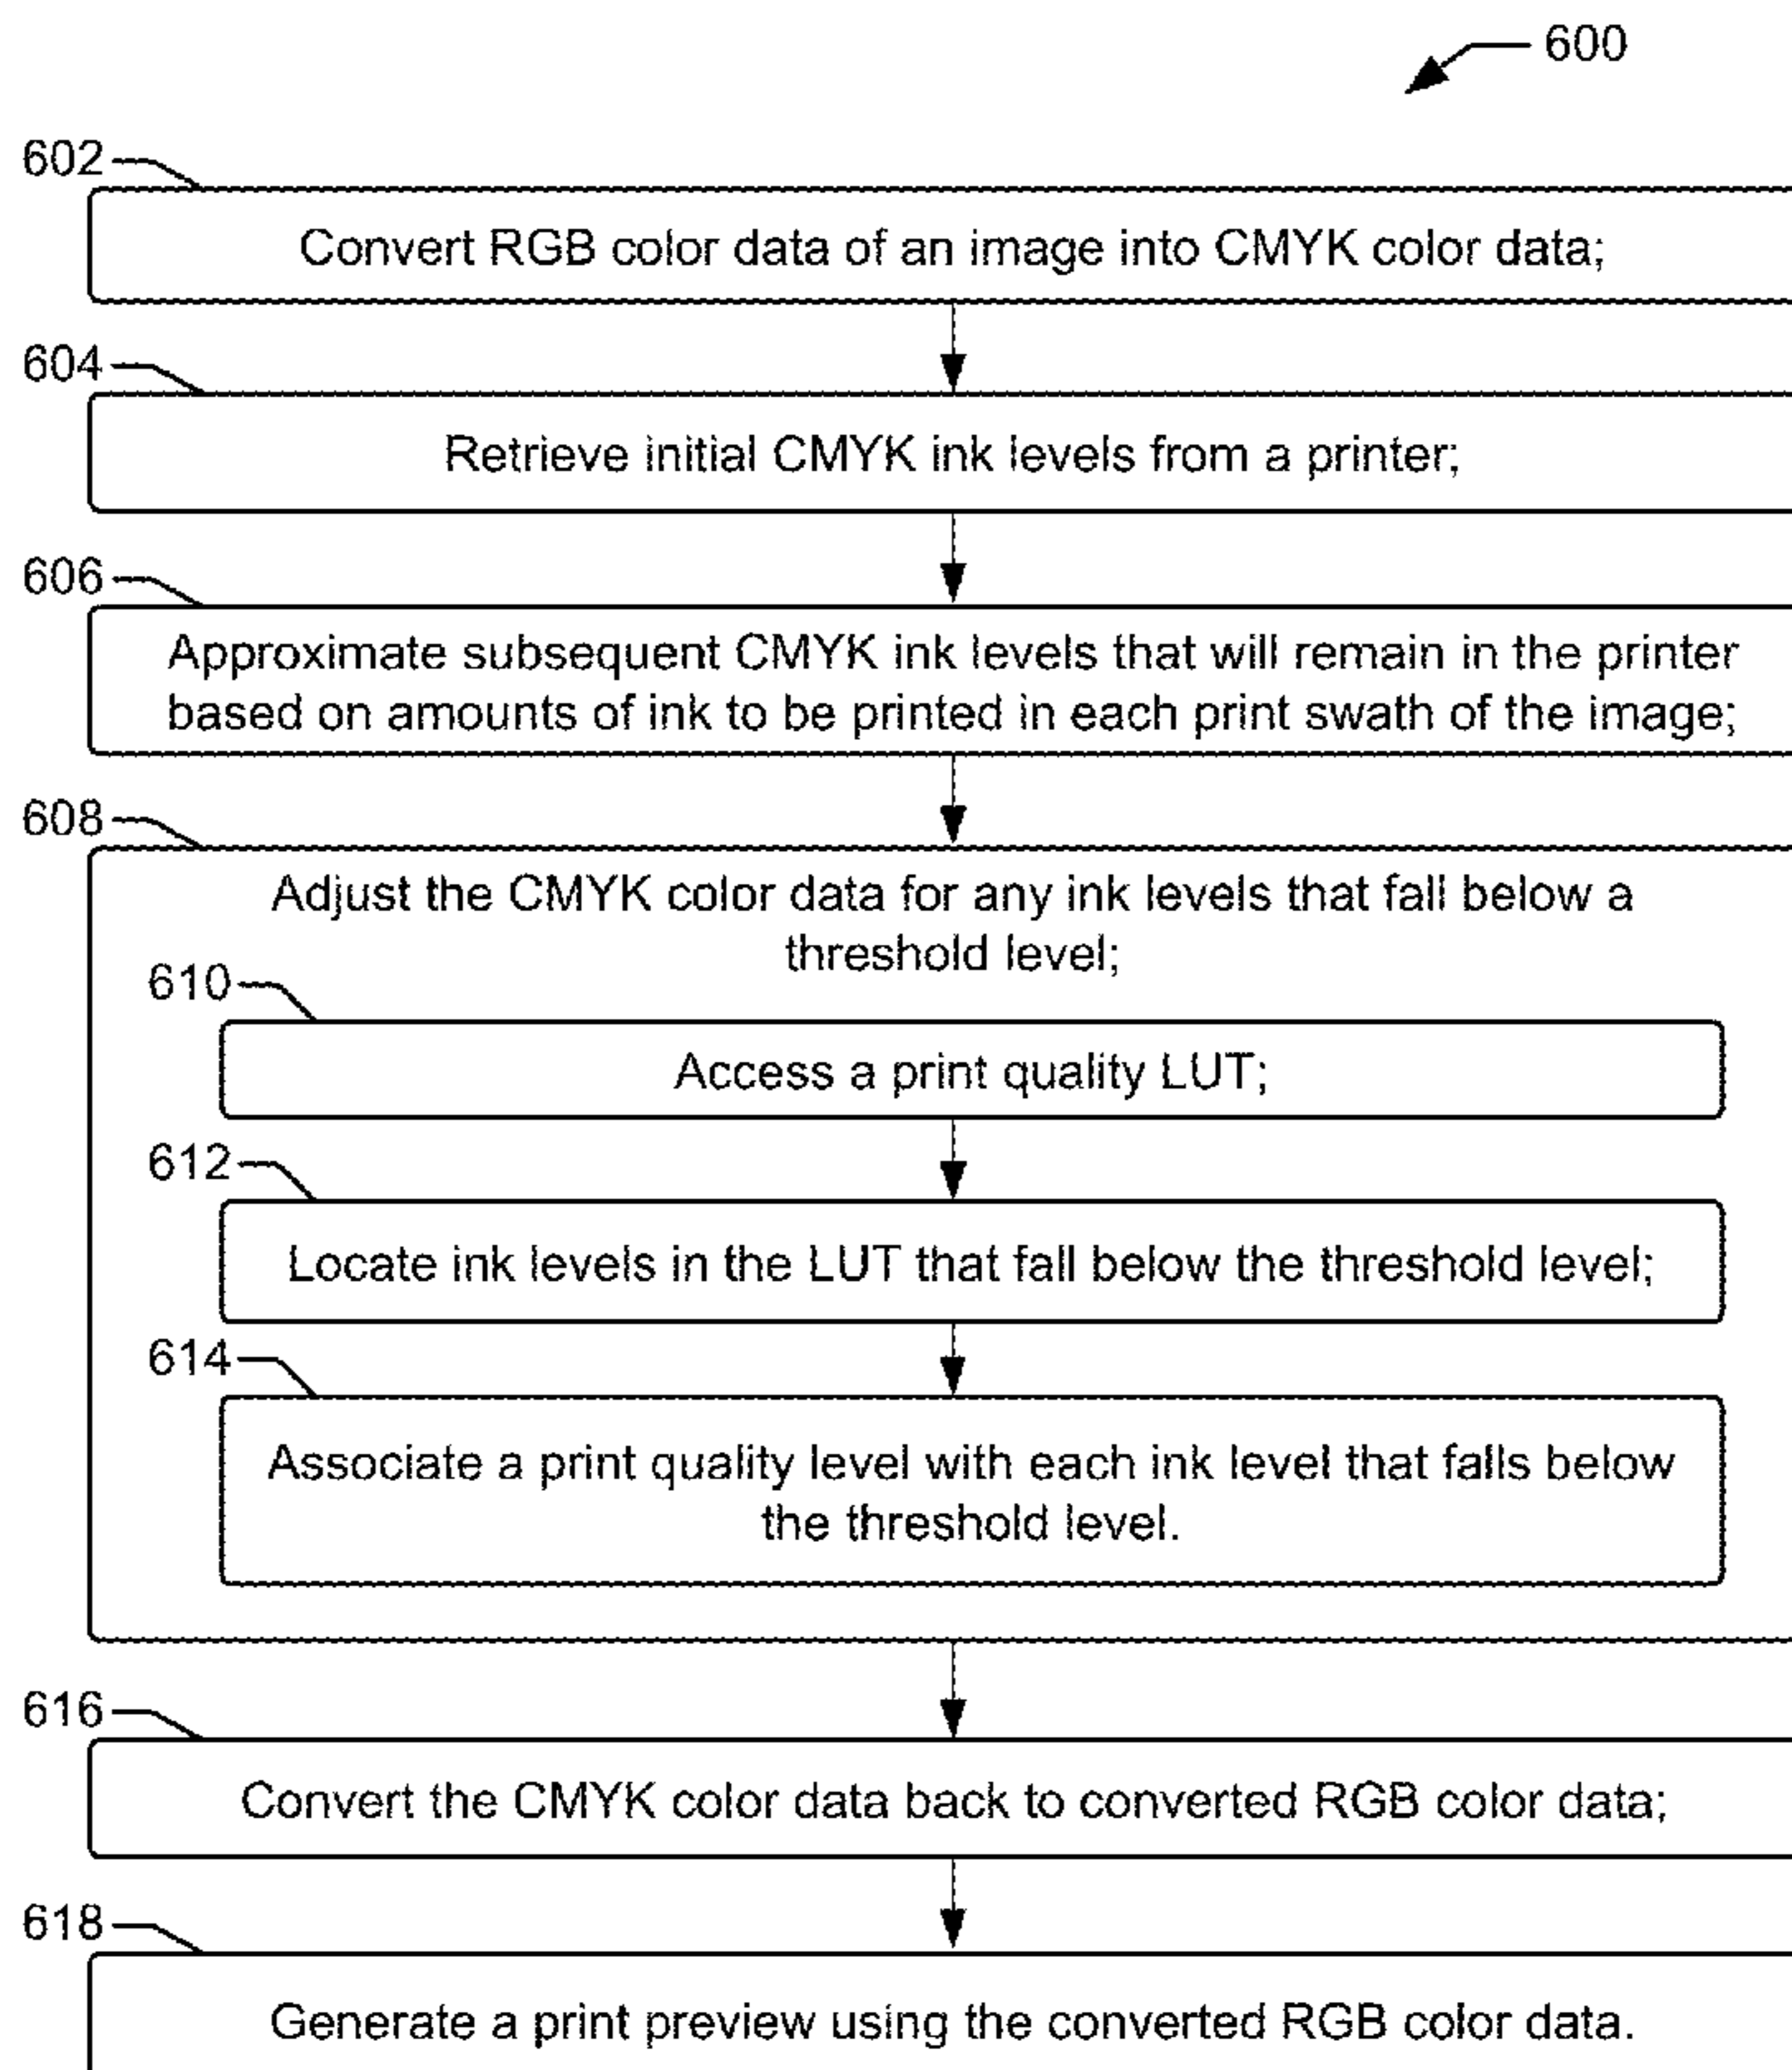 600
602
Convert RGB color data of an image into CMYK color data;
604
Retrieve initial CMYK ink levels from a printer;
606
Approximate subsequent CMYK ink levels that will remain in the printer
based on amounts of ink to be printed in each print swath of the image;
608
Adjust the CMYK color data for any ink levels that fall below a
threshold level;
610
Access a print quality LUT;
612
Locate ink levels in the LUT that fall below the threshold level;
614
Associate a print quality level with each ink level that falls below
the threshold level.
616
Convert the CMYK color data back to converted RGB color data;
618
Generate a print preview using the converted RGB color data.